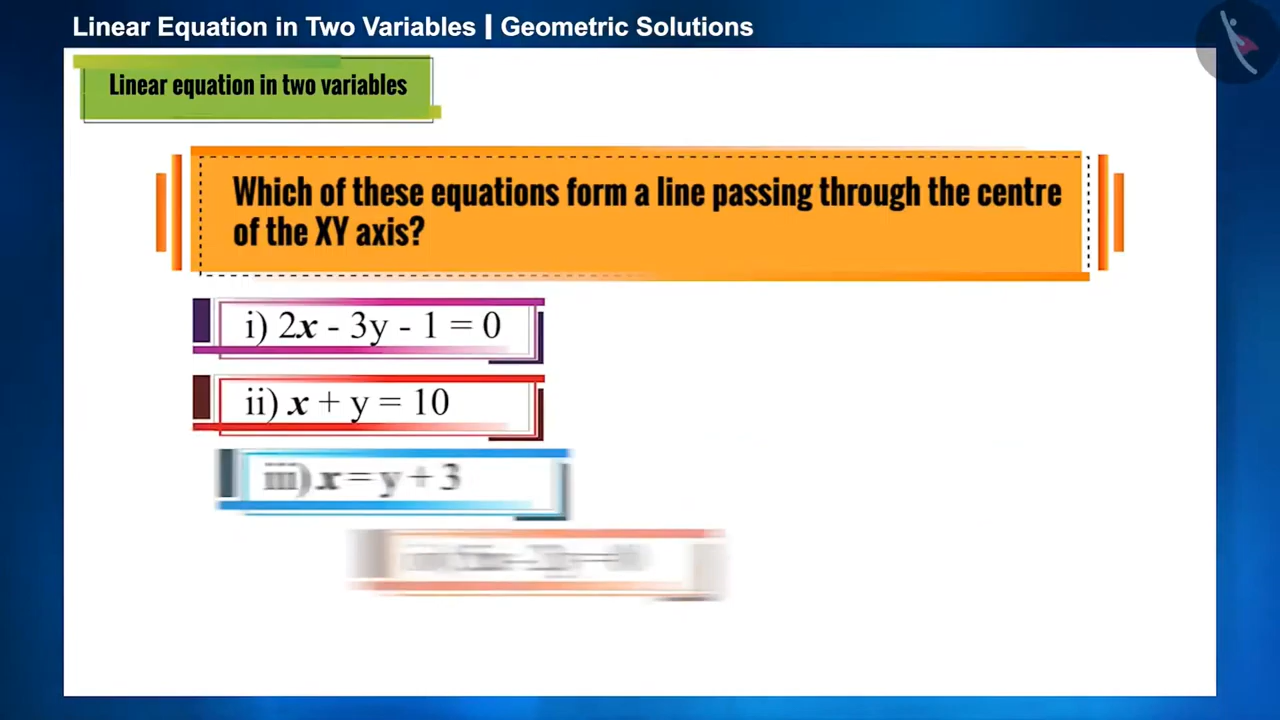 Linear Equation in Two Variables | Geometric Solutions
Linear equation in two variables
Which of these equations form a line passing through the centre
of the XY axis?
i) 2x - 3y - 1 = 0
ii) x + y = 10
iii) x = y + 3